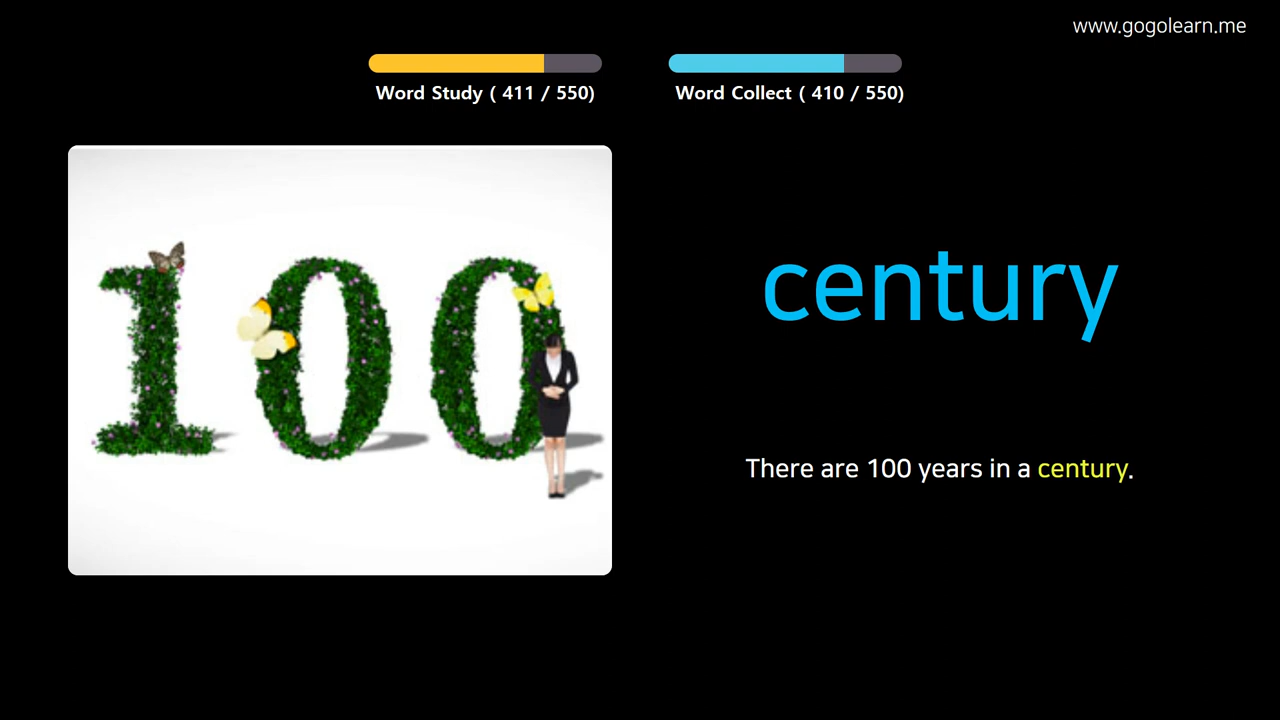 www.gogolearn.me
Word Study ( 411 / 550)
Word Collect ( 410 / 550)
100
century
There are 100 years in a century.